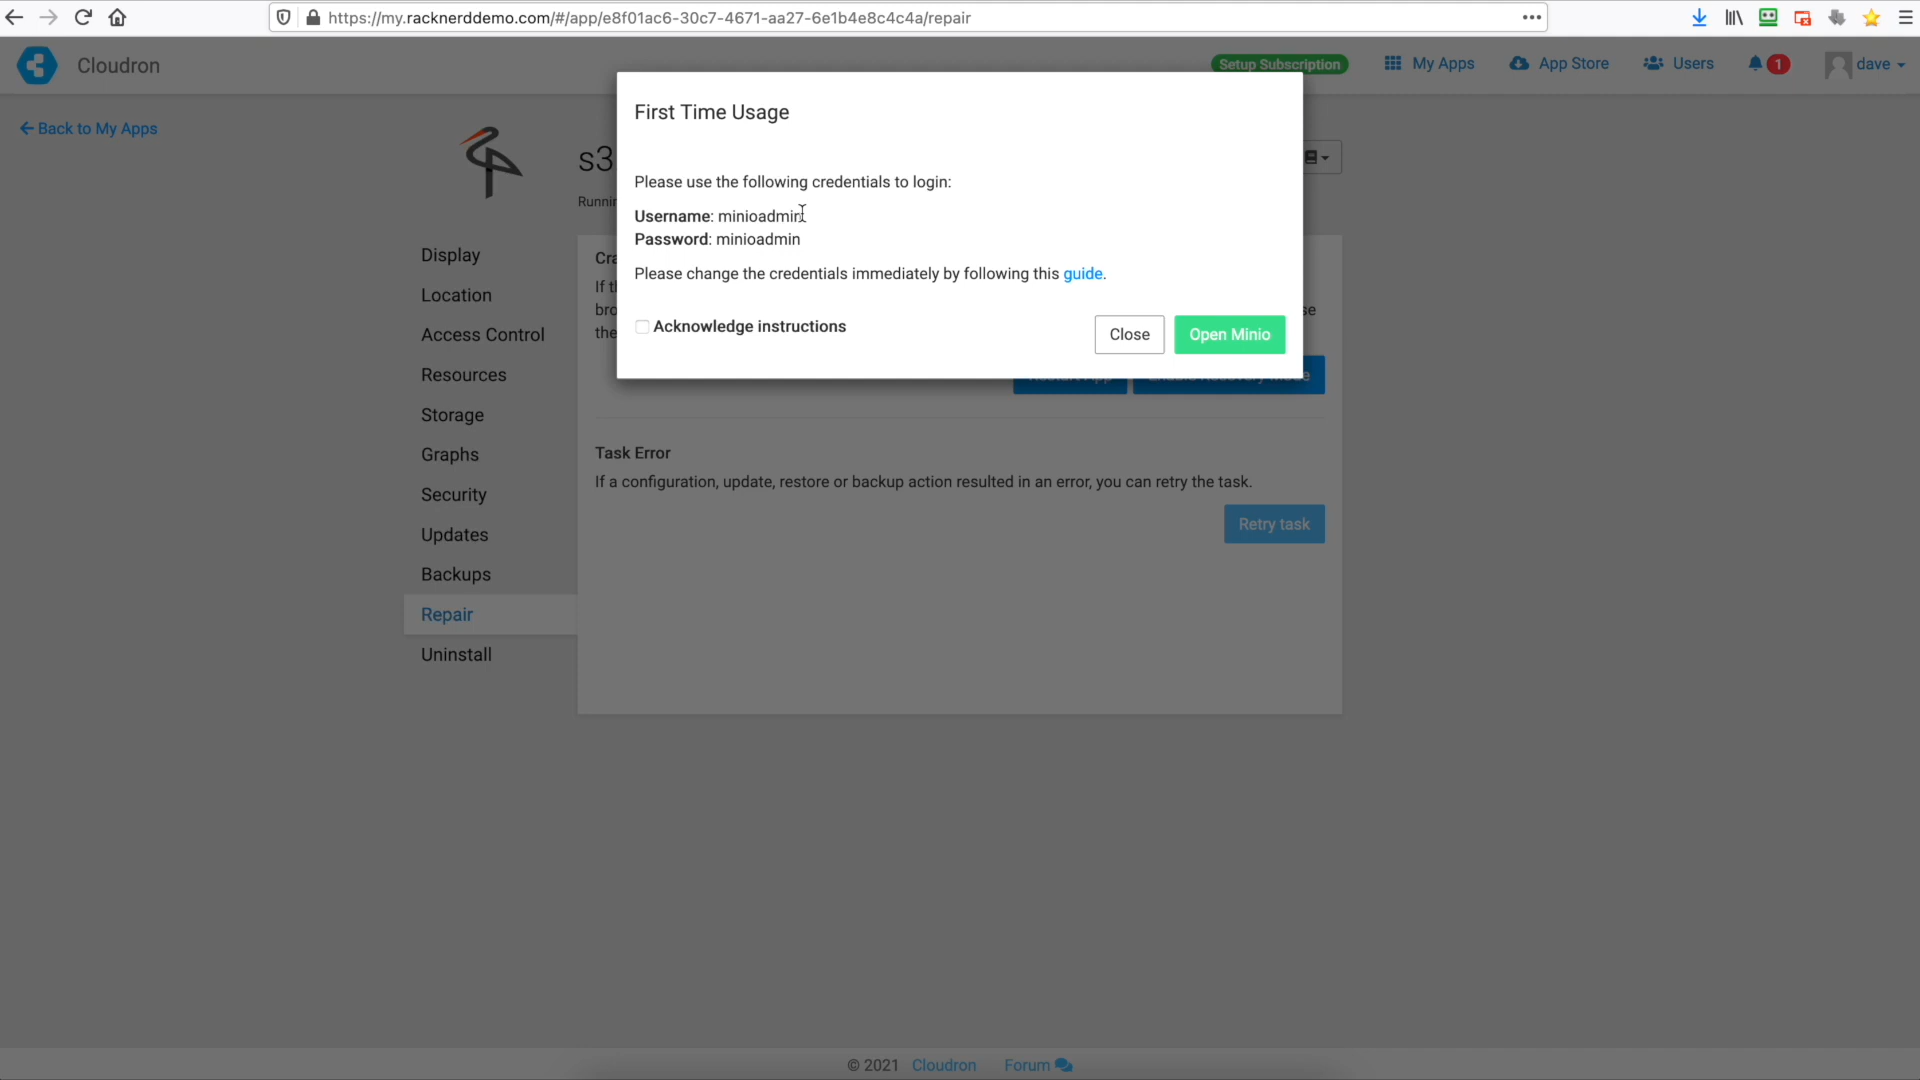 https://my.racknerddemo.com/#/app/e8f01ac6-30c7-4671-aa27-6e1b4e8c4c4a/repair
Cloudron
Setup Subscription
My Apps
App Store
Users
1
dave
Back to My Apps
s3
First Time Usage
Please use the following credentials to login:
Username: minioadmin
Password: minioadmin
Please change the credentials immediately by following this guide.
Acknowledge instructions
Close
Open Minio
Display
Location
Access Control
Resources
Storage
Graphs
Security
Updates
Backups
Repair
Uninstall
Task Error
If a configuration, update, restore or backup action resulted in an error, you can retry the task.
Retry task
© 2021 Cloudron Forum